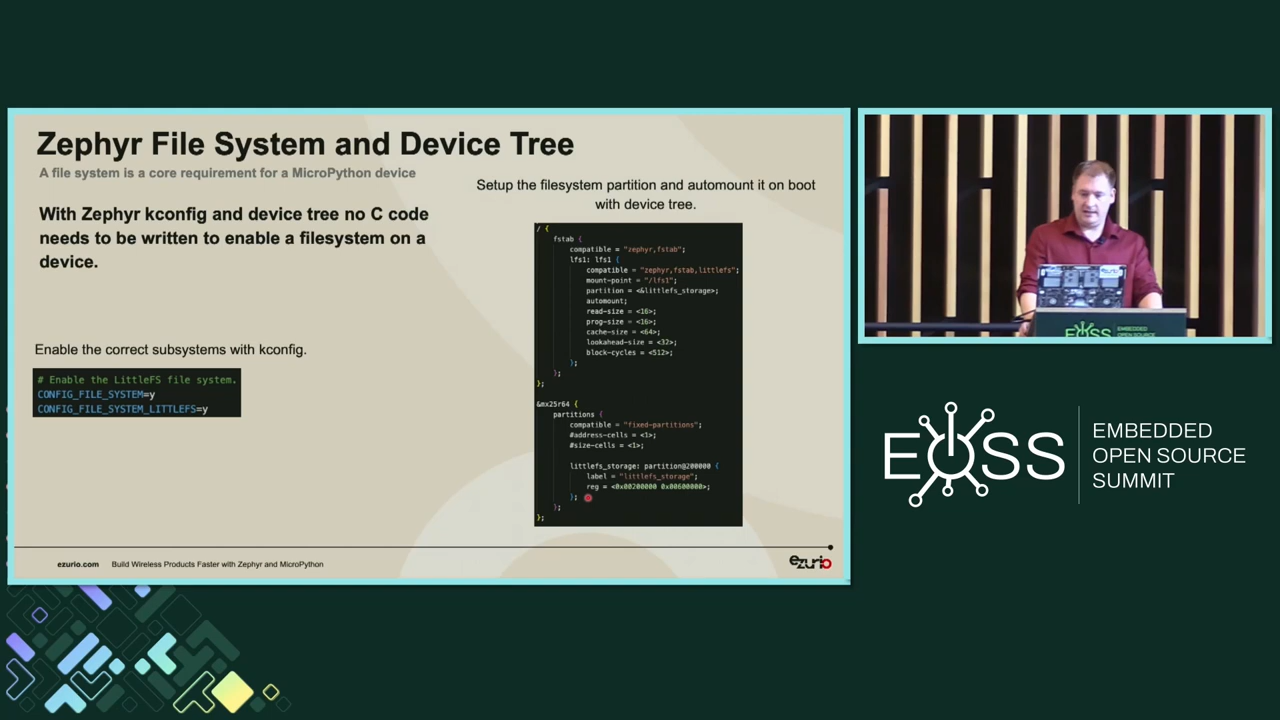 Zephyr File System and Device Tree
A file system is a core requirement for a MicroPython device
With Zephyr kconfig and device tree no C code
needs to be written to enable a filesystem on a
device.
Enable the correct subsystems with kconfig.
# Enable the LittleFS file system.
CONFIG_FILE_SYSTEM=y
CONFIG_FILE_SYSTEM_LITTLEFS=y
Setup the filesystem partition and automount it on boot
with device tree.
/ {
fstab {
compatible = "zephyr,fstab";
lfs1: lfs1 {
compatible = "zephyr,fstab,littlefs";
mount-point = "/lfs1";
partition = <&littlefs_storage>;
automount;
read-size = <16>;
prog-size = <16>;
cache-size = <64>;
lookahead-size = <32>;
block-cycles = <512>;
};
};
};
&mx25r64 {
partitions {
compatible = "fixed-partitions";
#address-cells = <1>;
#size-cells = <1>;
littlefs_storage: partition@200000 {
label = "littlefs_storage";
reg = <0x00200000 0x00600000>;
};
};
};
ezurio.com Build Wireless Products Faster with Zephyr and MicroPython
ezurio
ezurio
EOSS EMBEDDED
OPEN SOURCE
EOSS
EMBEDDED
OPEN SOURCE
SUMMIT